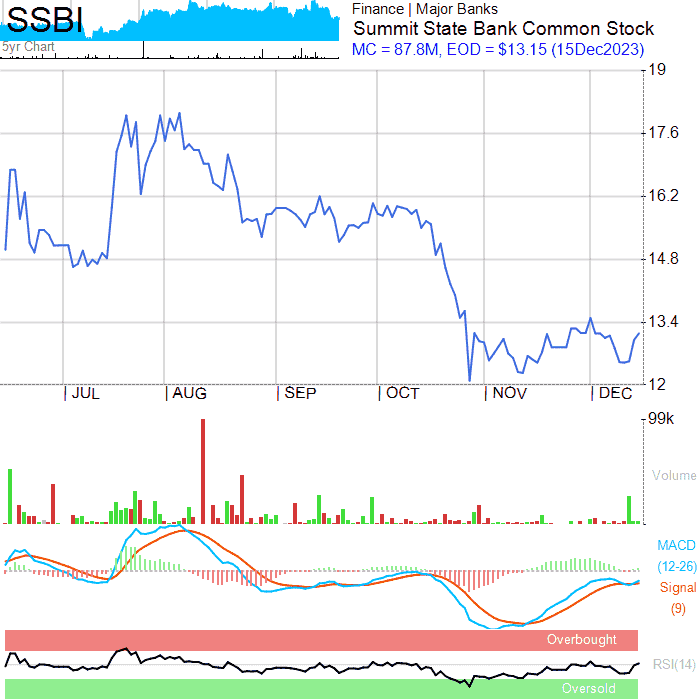 SSBI
5yr Chart
Finance | Major Banks
Summit State Bank Common Stock
MC = 87.8M, EOD = $13.15 (15Dec2023)
19
17.6
16.2
14.8
13.4
12
| JUL | AUG | SEP | OCT | NOV | DEC
99k
Volume
MACD
(12-26)
Signal
(9)
Overbought
RSI(14)
Oversold